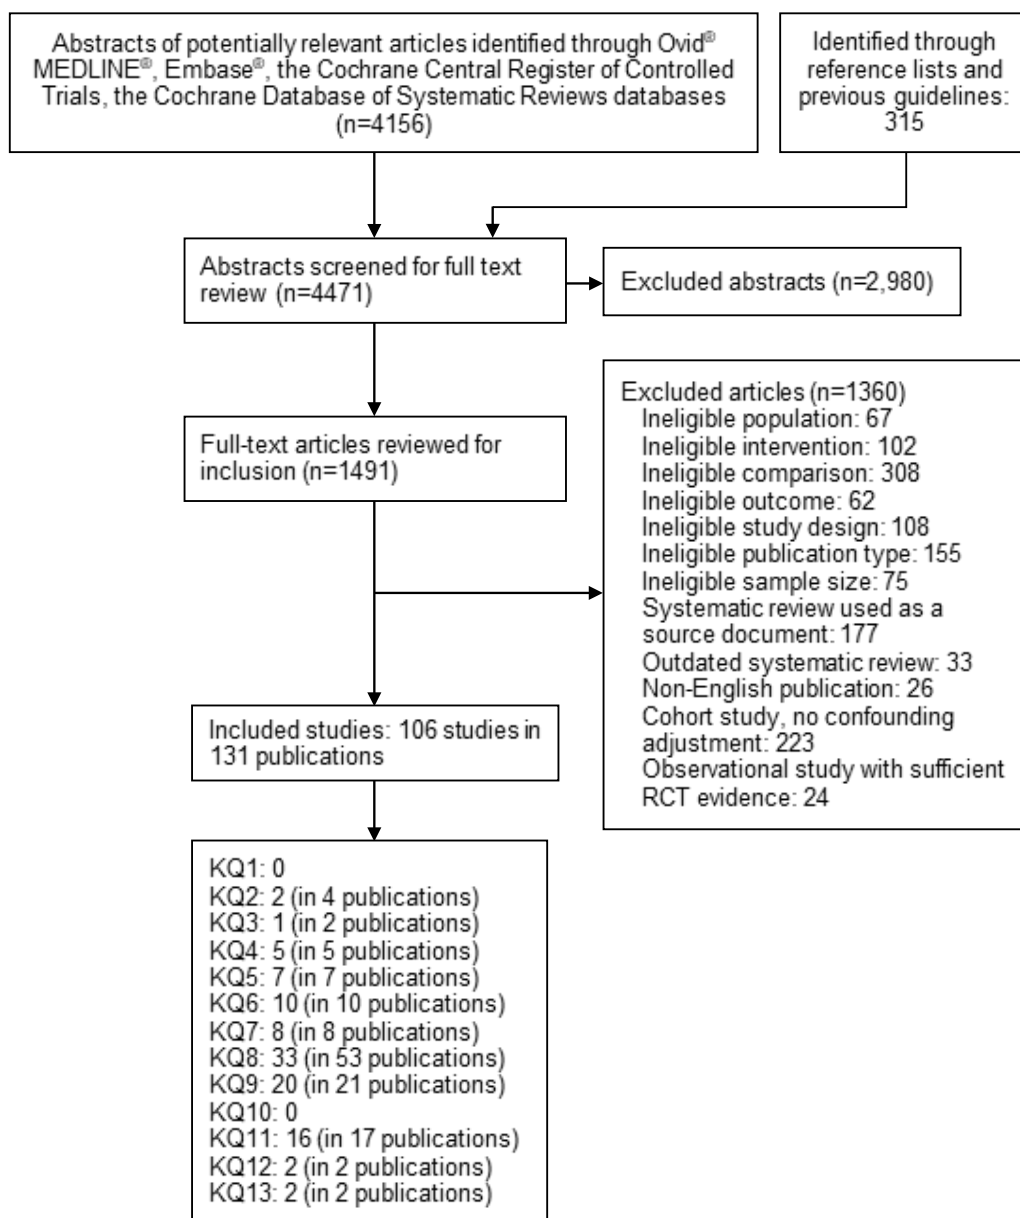 Abstracts of potentially relevant articles identified through Ovid®
MEDLINE®, Embase®, the Cochrane Central Register of Controlled
Trials, the Cochrane Database of Systematic Reviews databases
(n=4156)
Identified through
reference lists and
previous guidelines:
315
Abstracts screened for full text
review (n=4471)
Excluded abstracts (n=2,980)
Full-text articles reviewed for
inclusion (n=1491)
Excluded articles (n=1360)
Ineligible population: 67
Ineligible intervention: 102
Ineligible comparison: 308
Ineligible outcome: 62
Ineligible study design: 108
Ineligible publication type: 155
Ineligible sample size: 75
Systematic review used as a
source document: 177
Outdated systematic review: 33
Non-English publication: 26
Cohort study, no confounding
adjustment: 223
Observational study with sufficient
RCT evidence: 24
Included studies: 106 studies in
131 publications
KQ1: 0
KQ2: 2 (in 4 publications)
KQ3: 1 (in 2 publications)
KQ4: 5 (in 5 publications)
KQ5: 7 (in 7 publications)
KQ6: 10 (in 10 publications)
KQ7: 8 (in 8 publications)
KQ8: 33 (in 53 publications)
KQ9: 20 (in 21 publications)
KQ10: 0
KQ11: 16 (in 17 publications)
KQ12: 2 (in 2 publications)
KQ13: 2 (in 2 publications)